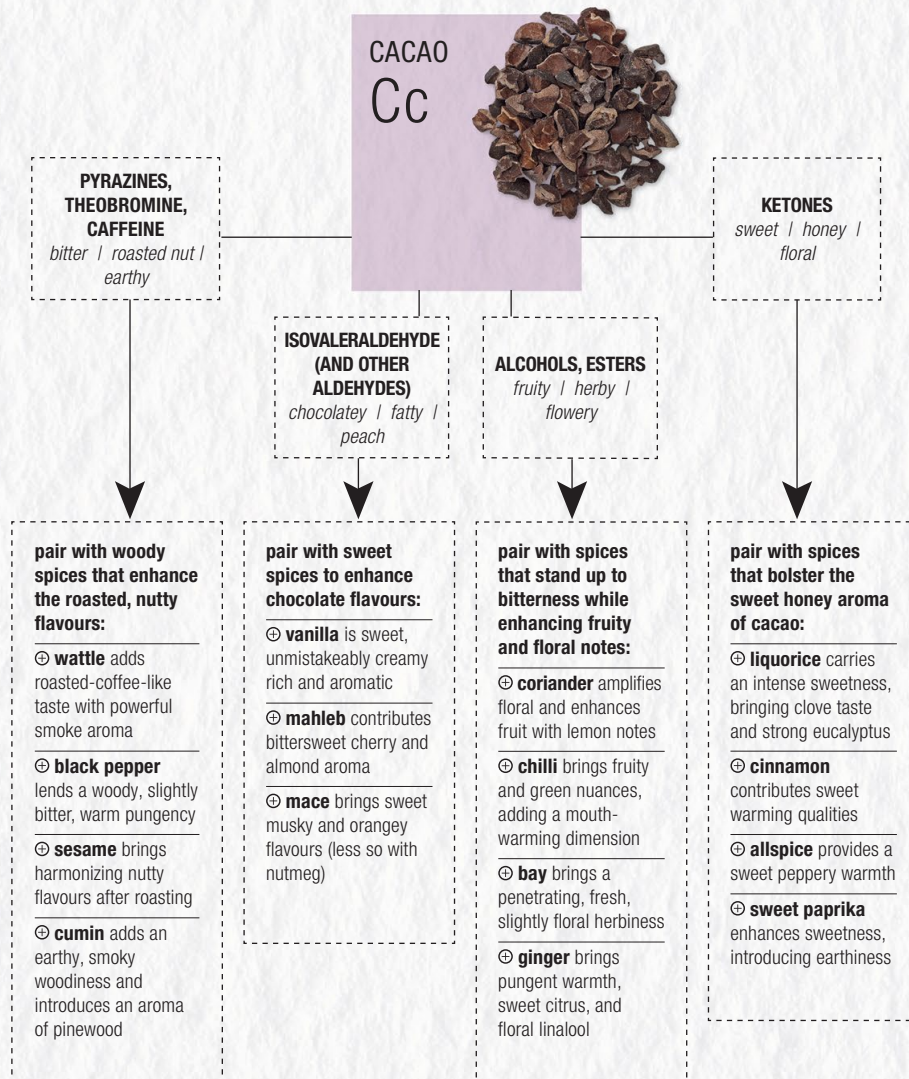 CACAO
Cc
PYRAZINES,
THEOBROMINE,
CAFFEINE
bitter | roasted nut |
earthy
KETONES
sweet | honey |
floral
ISOVALERALDEHYDE
(AND OTHER
ALDEHYDES)
chocolatey | fatty |
peach
ALCOHOLS, ESTERS
fruity | herby |
flowery
pair with woody
spices that enhance
the roasted, nutty
flavours:
⊕ wattle adds
roasted-coffee-like
taste with powerful
smoke aroma
⊕ black pepper
lends a woody, slightly
bitter, warm pungency
⊕ sesame brings
harmonizing nutty
flavours after roasting
⊕ cumin adds an
earthy, smoky
woodiness and
introduces an aroma
of pinewood
pair with sweet
spices to enhance
chocolate flavours:
⊕ vanilla is sweet,
unmistakeably creamy
rich and aromatic
⊕ mahleb contributes
bittersweet cherry and
almond aroma
⊕ mace brings sweet
musky and orangey
flavours (less so with
nutmeg)
pair with spices
that stand up to
bitterness while
enhancing fruity
and floral notes:
⊕ coriander amplifies
floral and enhances
fruit with lemon notes
⊕ chilli brings fruity
and green nuances,
adding a mouth-
warming dimension
⊕ bay brings a
penetrating, fresh,
slightly floral herbiness
⊕ ginger brings
pungent warmth,
sweet citrus, and
floral linalool
pair with spices
that bolster the
sweet honey aroma
of cacao:
⊕ liquorice carries
an intense sweetness,
bringing clove taste
and strong eucalyptus
⊕ cinnamon
contributes sweet
warming qualities
⊕ allspice provides a
sweet peppery warmth
⊕ sweet paprika
enhances sweetness,
introducing earthiness